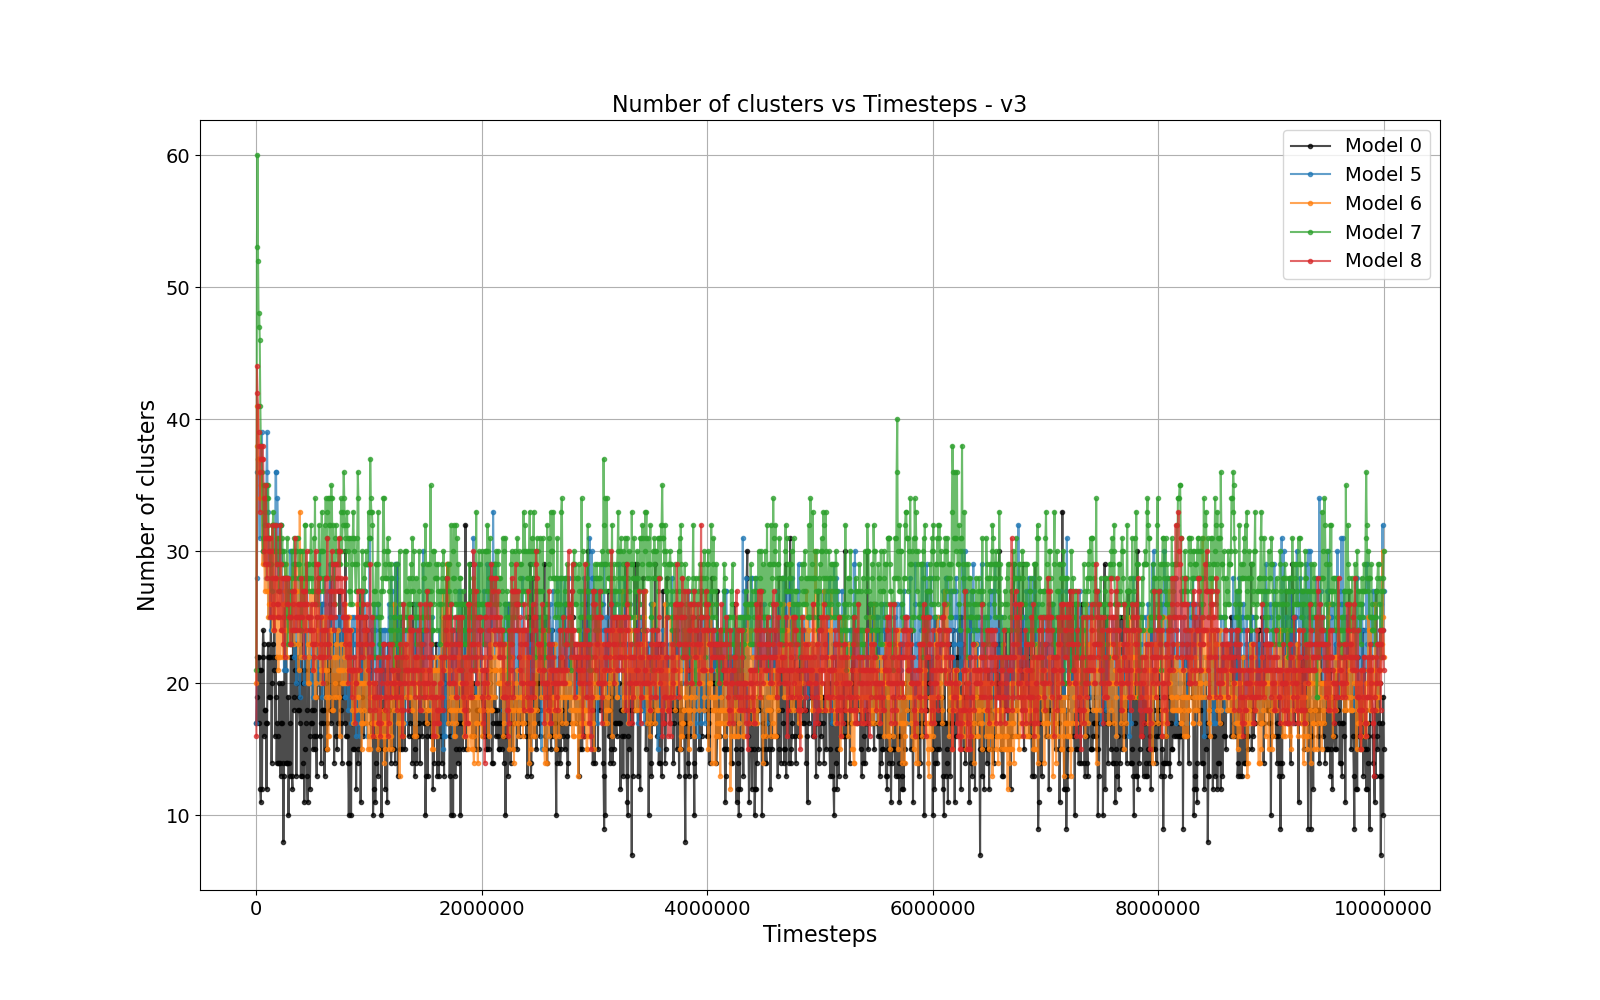 Number of clusters vs Timesteps - v3
Model 0
Model 5
Model 6
Model 7
Model 8
Number of clusters
60
50
40
30
20
10
0 2000000 4000000 6000000 8000000 10000000
Timesteps